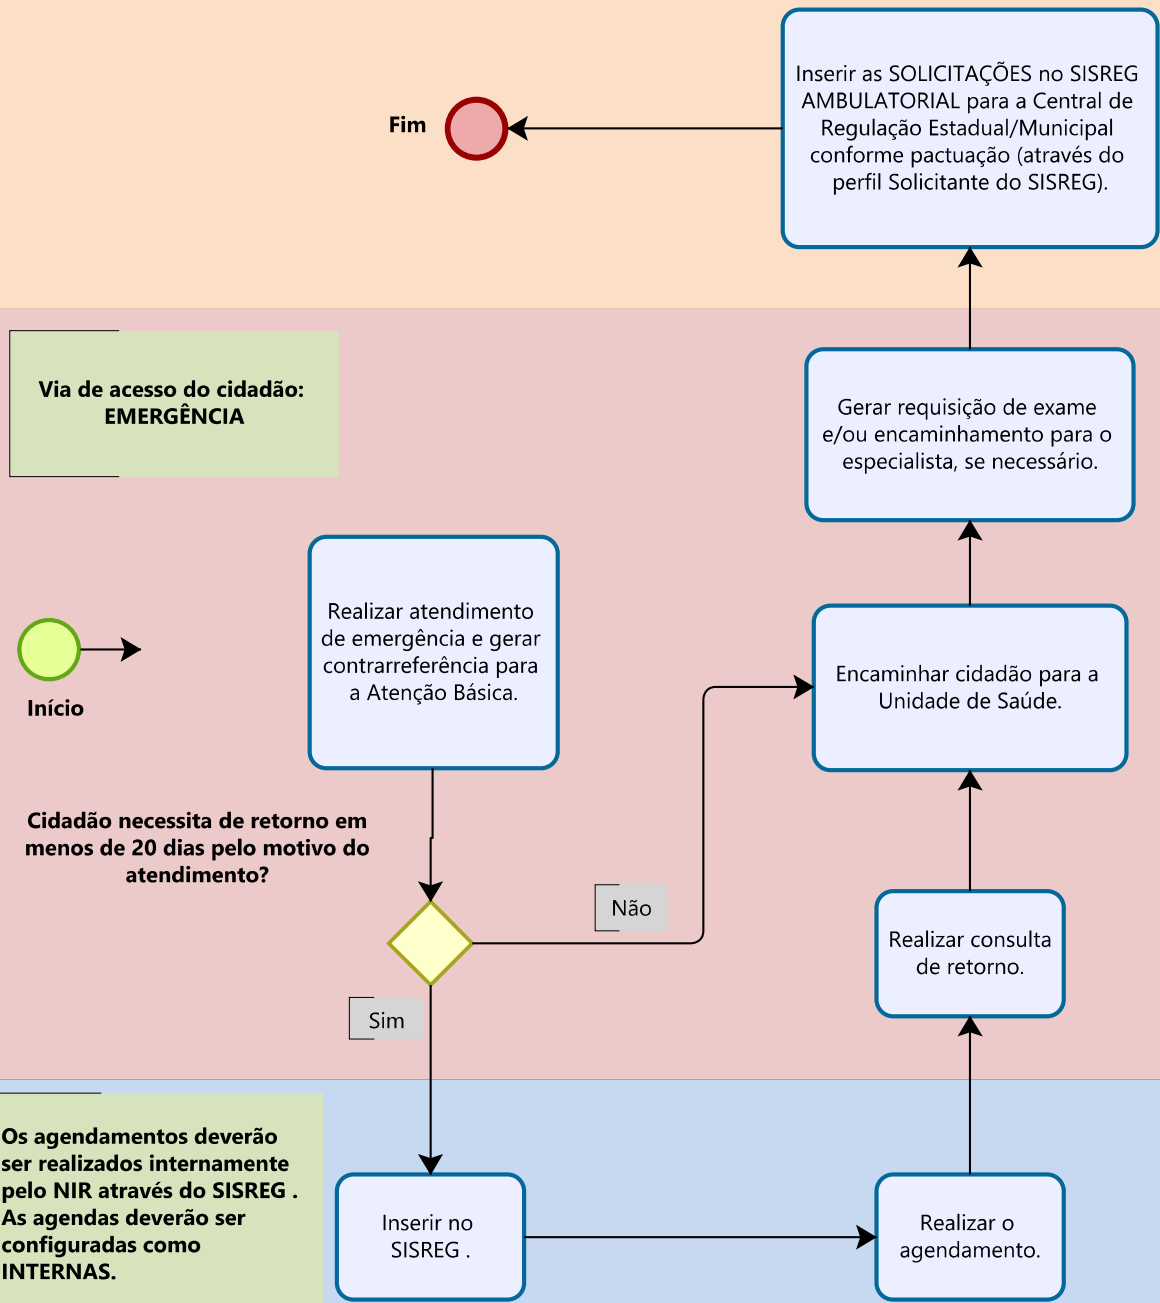 Inserir as SOLICITAÇÕES no SISREG
AMBULATORIAL para a Central de
Regulação Estadual/Municipal
conforme pactuação (através do
perfil Solicitante do SISREG).
Fim
Via de acesso do cidadão:
EMERGÊNCIA
Gerar requisição de exame
e/ou encaminhamento para o
especialista, se necessário.
Realizar atendimento
de emergência e gerar
contrarreferência para
a Atenção Básica.
Início
Encaminhar cidadão para a
Unidade de Saúde.
Cidadão necessita de retorno em
menos de 20 dias pelo motivo do
atendimento?
Não
Sim
Realizar consulta
de retorno.
Os agendamentos deverão
ser realizados internamente
pelo NIR através do SISREG .
As agendas deverão ser
configuradas como
INTERNAS.
Inserir no
SISREG .
Realizar o
agendamento.